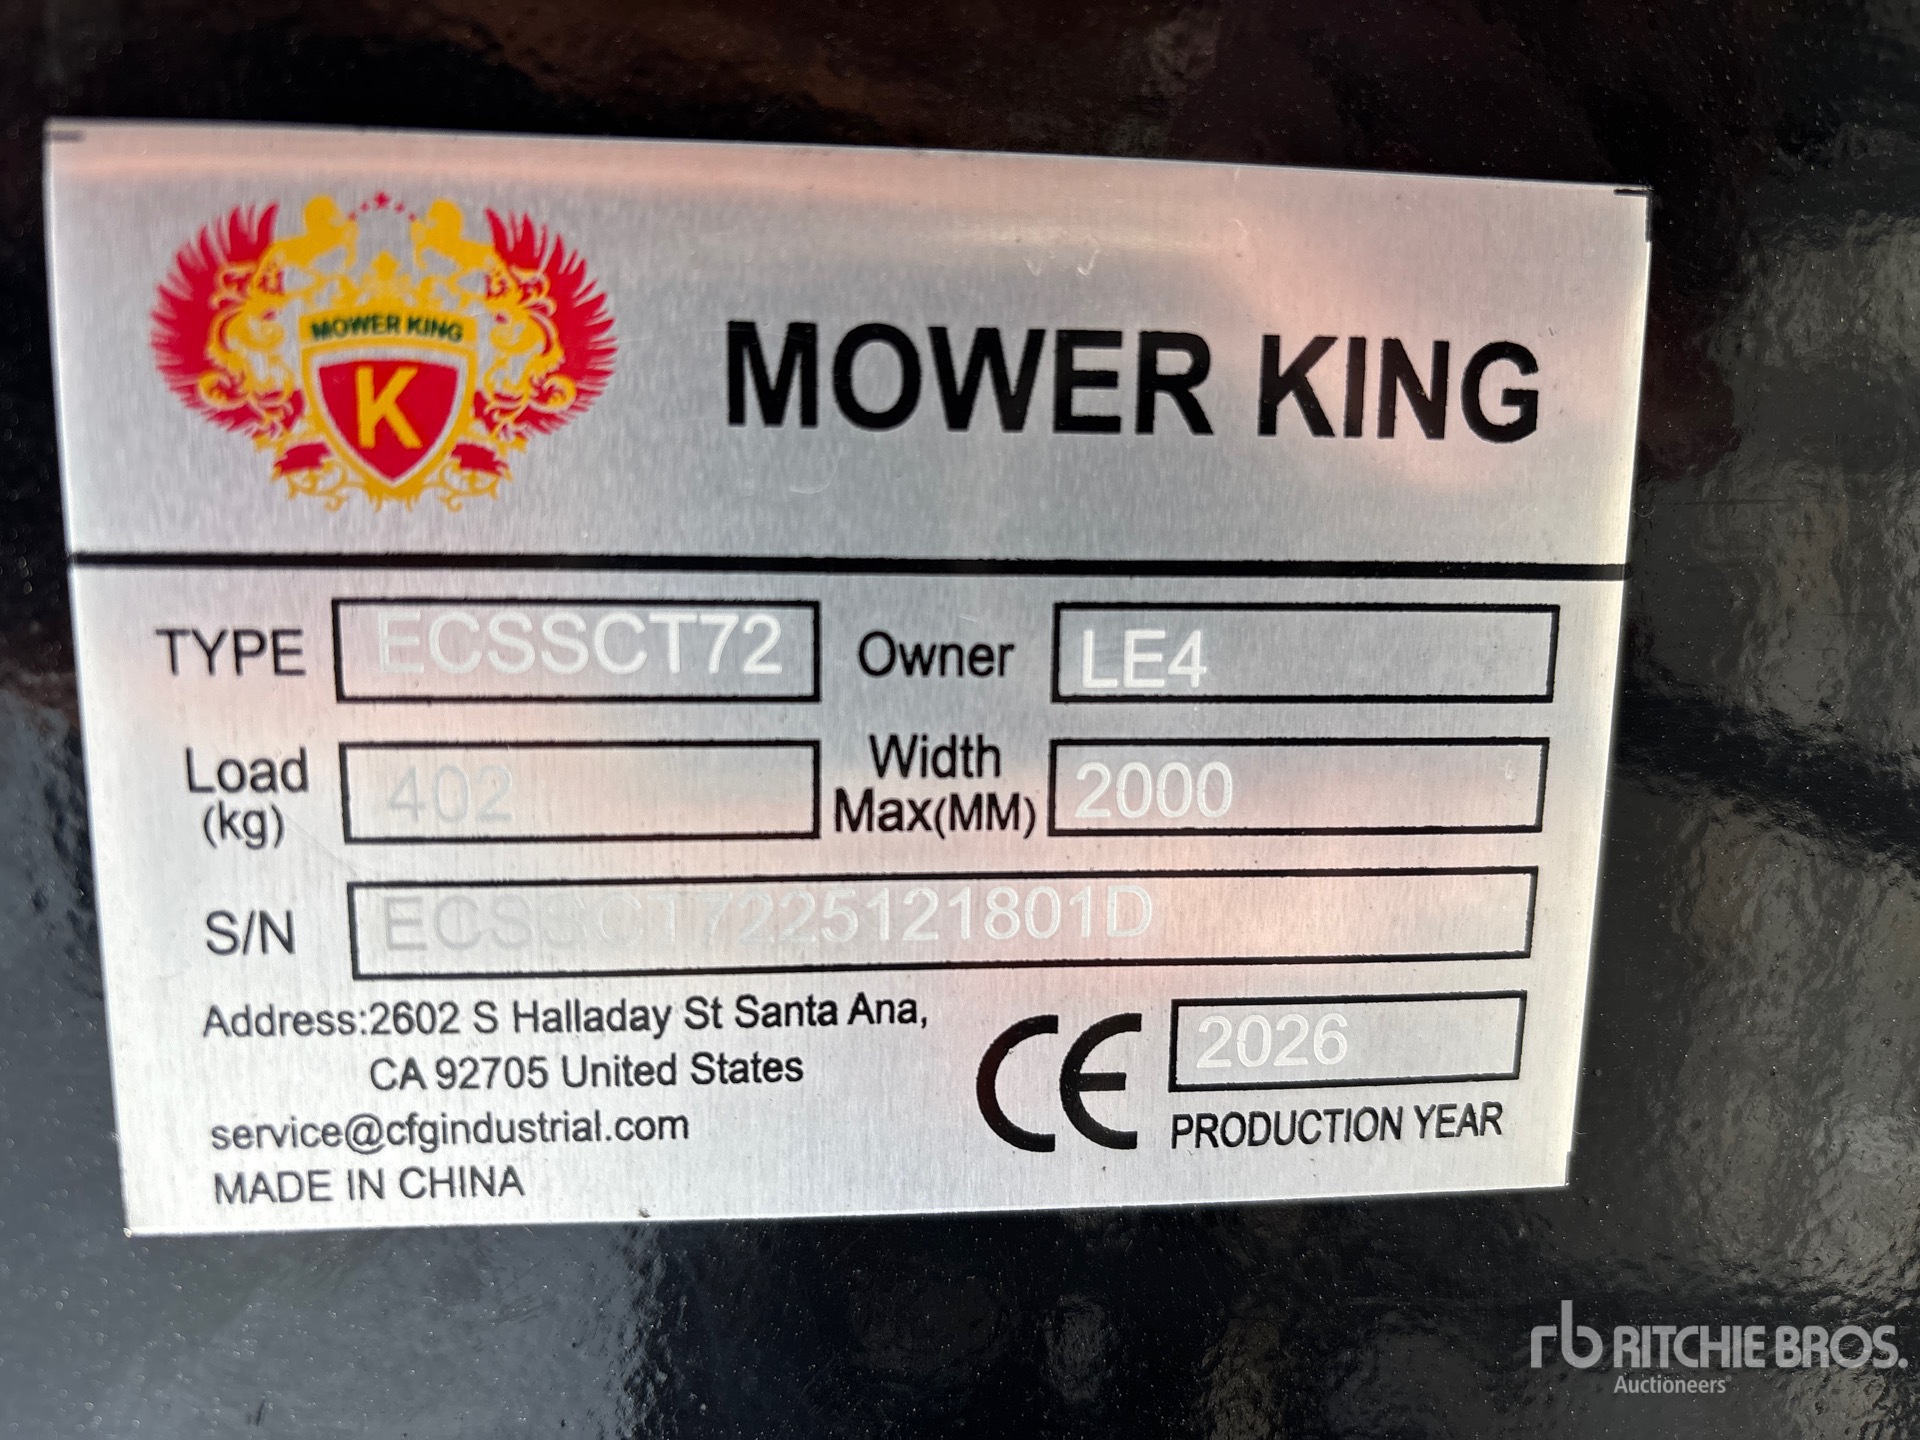 MOWER KING
K
MOWER KING
TYPE ECSSCT72 Owner LE4
Load (kg) 402 Width Max(MM) 2000
S/N ECSSCT7225121801D
Address:2602 S Halladay St Santa Ana,
CA 92705 United States
service@cfgindustrial.com
MADE IN CHINA
CE 2026
PRODUCTION YEAR
rb RITCHIE BROS.
Auctioneers